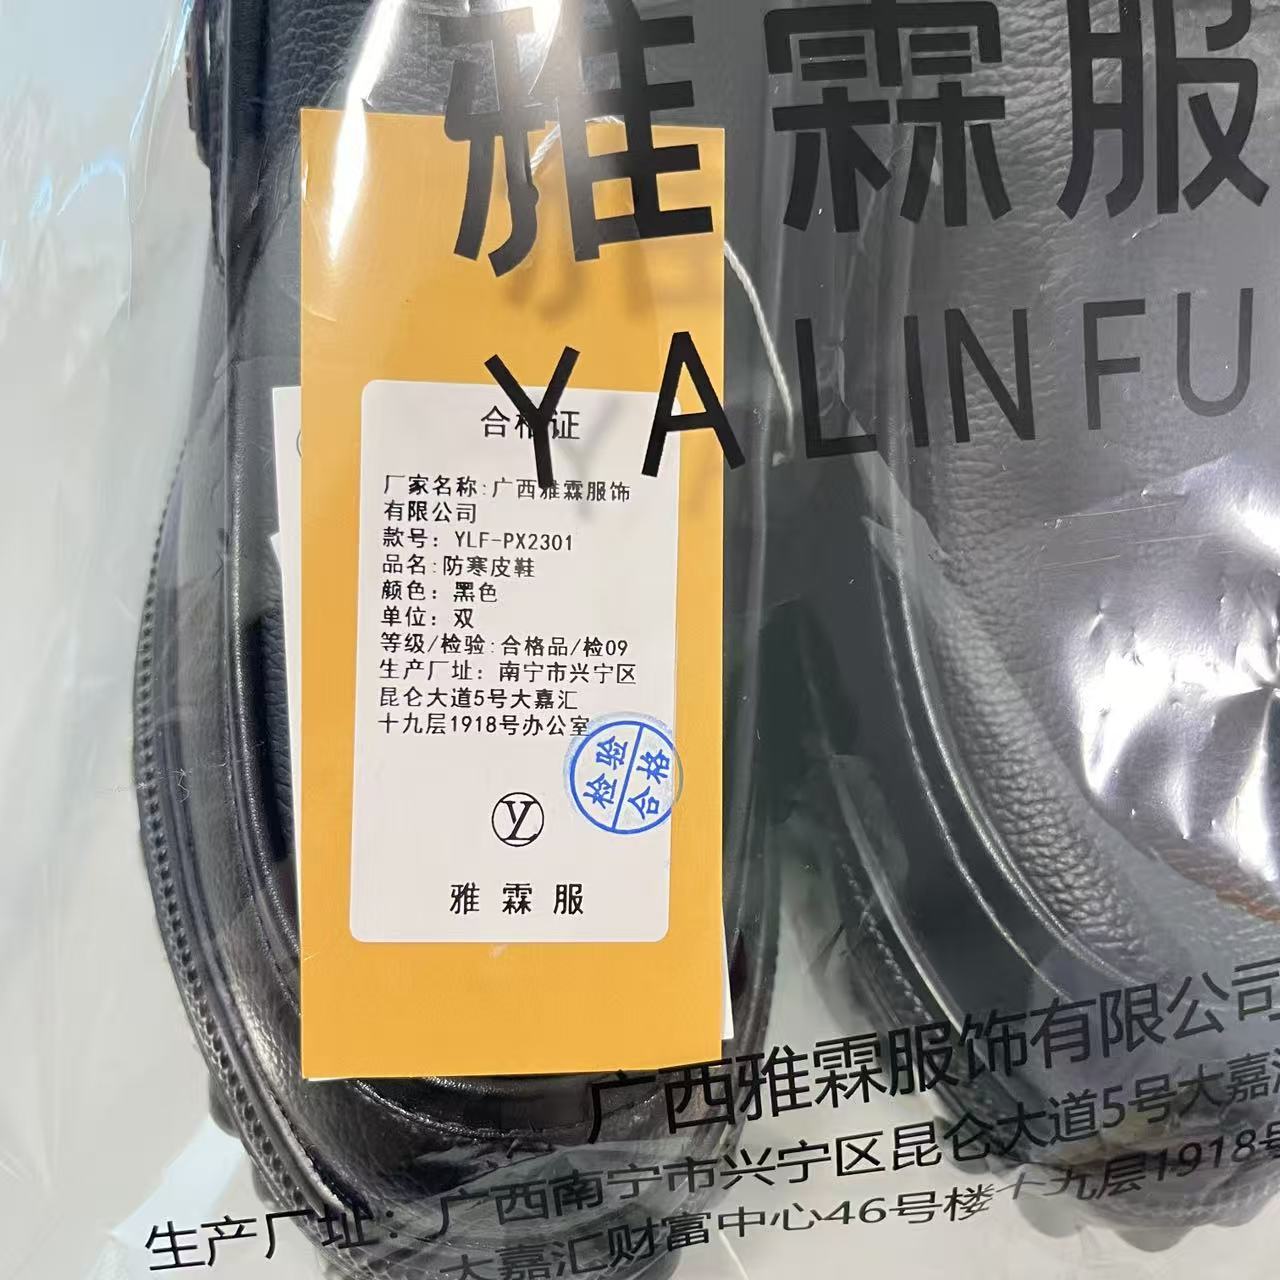 雅霖服
YALINFU
合格证
厂家名称:广西雅霖服饰
有限公司
款号：YLF-PX2301
品名:防寒皮鞋
颜色：黑色
单位：双
等级/检验:合格品/检09
生产厂址：南宁市兴宁区
昆仑大道5号大嘉汇
十九层1918号办公室
检验
合格
Y
雅霖服
广西雅霖服饰有限公司
生产厂址：广西南宁市兴宁区昆仑大道5号大嘉汇
大嘉汇财富中心46号楼十九层1918号